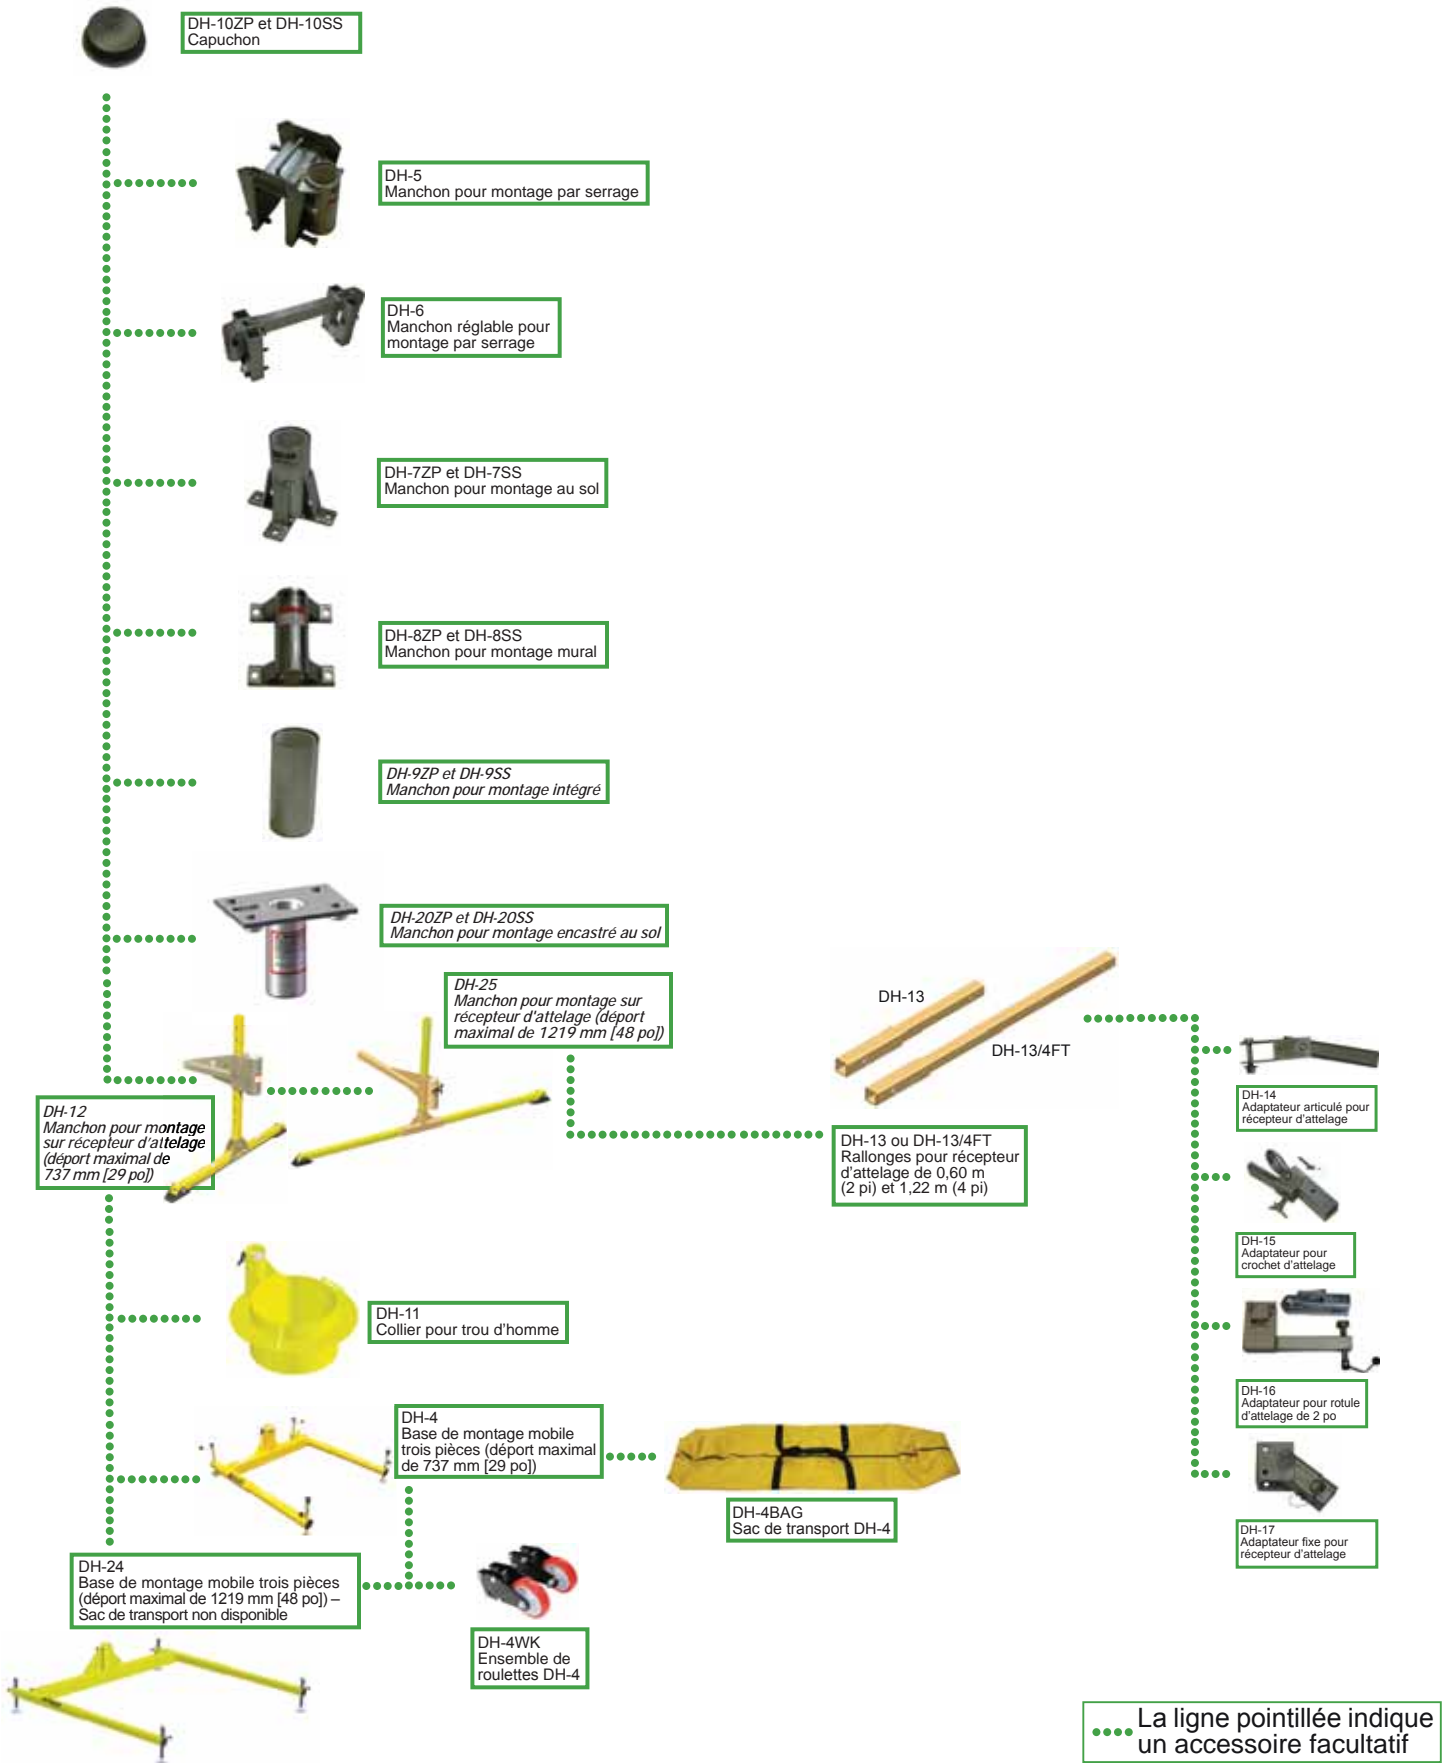 DH-10ZP et DH-10SS
Capuchon
DH-5
Manchon pour montage par serrage
DH-6
Manchon réglable pour
montage par serrage
DH-7ZP et DH-7SS
Manchon pour montage au sol
DH-8ZP et DH-8SS
Manchon pour montage mural
DH-9ZP et DH-9SS
Manchon pour montage intégré
DH-20ZP et DH-20SS
Manchon pour montage encastré au sol
DH-25
Manchon pour montage sur
récepteur d'attelage (déport
maximal de 1219 mm [48 po])
DH-13
DH-13/4FT
DH-12
Manchon pour montage
sur récepteur d'attelage
(déport maximal de
737 mm [29 po])
DH-13 ou DH-13/4FT
Rallonges pour récepteur
d'attelage de 0,60 m
(2 pi) et 1,22 m (4 pi)
DH-14
Adaptateur articulé pour
récepteur d'attelage
DH-15
Adaptateur pour
crochet d'attelage
DH-11
Collier pour trou d'homme
DH-16
Adaptateur pour rotule
d'attelage de 2 po
DH-4
Base de montage mobile
trois pièces (déport maximal
de 737 mm [29 po])
DH-4BAG
Sac de transport DH-4
DH-17
Adaptateur fixe pour
récepteur d'attelage
DH-24
Base de montage mobile trois pièces
(déport maximal de 1219 mm [48 po]) –
Sac de transport non disponible
DH-4WK
Ensemble de
roulettes DH-4
La ligne pointillée indique
un accessoire facultatif